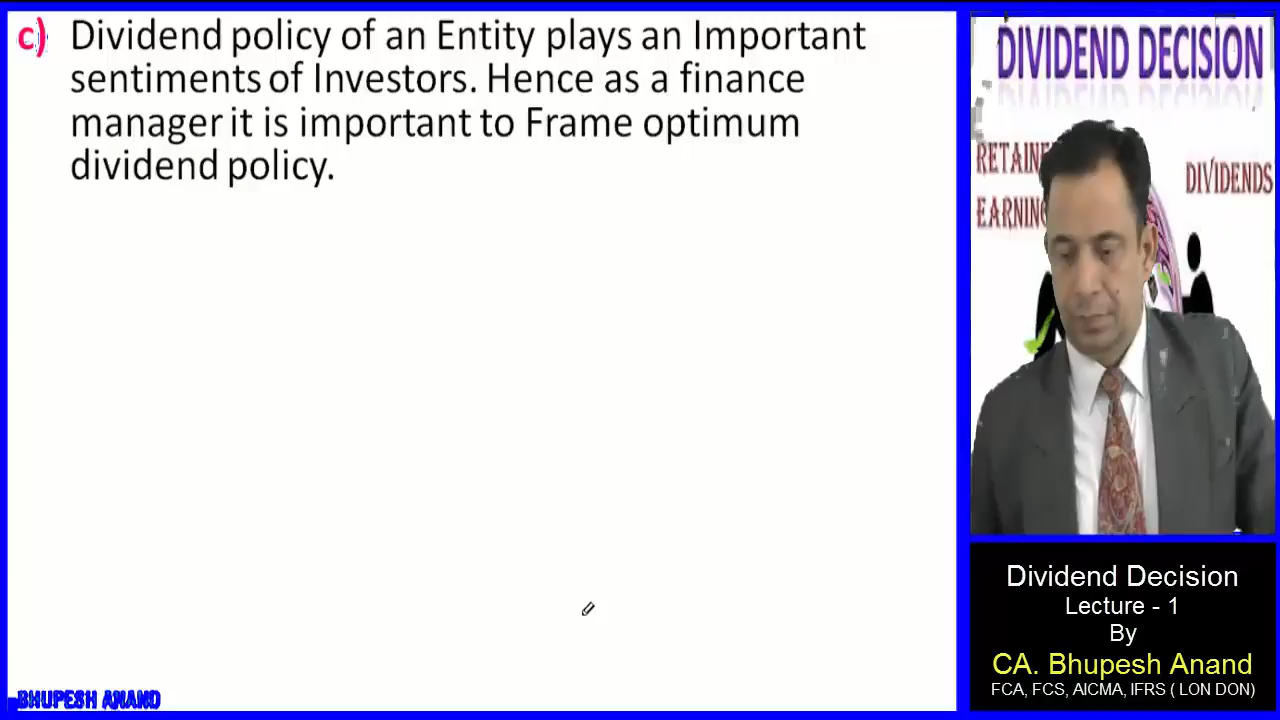 c) Dividend policy of an Entity plays an Important
sentiments of Investors. Hence as a finance
manager it is important to Frame optimum
dividend policy.
BHUPESH ANAND
DIVIDEND DECISION
DIVIDENDS
Dividend Decision
Lecture - 1
By
CA. Bhupesh Anand
FCA, FCS, AICMA, IFRS ( LON DON)